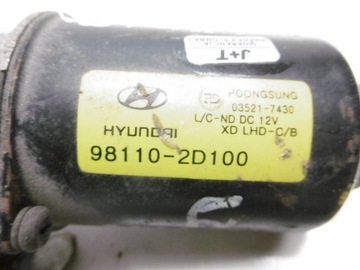 J+T
POONGSUNG
03521-7430
L/C-ND DC 12V
XD LHD-C/B
HYUNDAI
98110-2D100